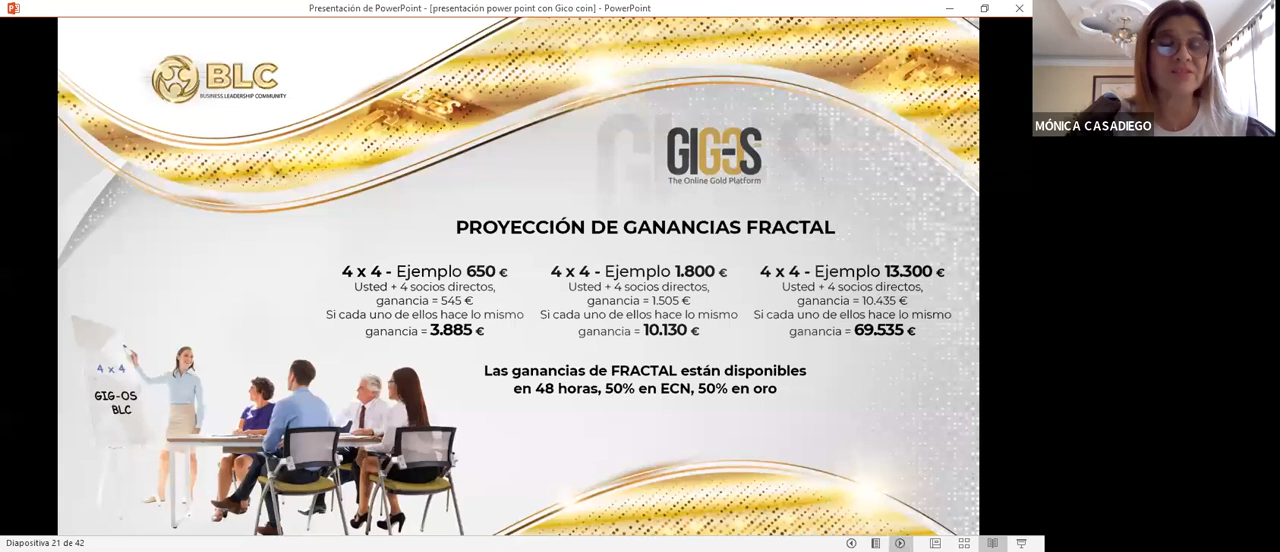 Presentación de PowerPoint - [presentación power point con Gico coin] - PowerPoint
BLC
BUSINESS LEADERSHIP COMMUNITY
GIGOS
The Online Gold Platform
MÓNICA CASADIEGO
PROYECCIÓN DE GANANCIAS FRACTAL
4 x 4 - Ejemplo 650 €
Usted + 4 socios directos,
ganancia = 545 €
Si cada uno de ellos hace lo mismo
ganancia = 3.885 €
4 x 4 - Ejemplo 1.800 €
Usted + 4 socios directos,
ganancia = 1.505 €
Si cada uno de ellos hace lo mismo
ganancia = 10.130 €
4 x 4 - Ejemplo 13.300 €
Usted + 4 socios directos,
ganancia = 10.435 €
Si cada uno de ellos hace lo mismo
ganancia = 69.535 €
Las ganancias de FRACTAL están disponibles
en 48 horas, 50% en ECN, 50% en oro
4 x 4
GIG-OS
BLC
Diapositiva 21 de 42